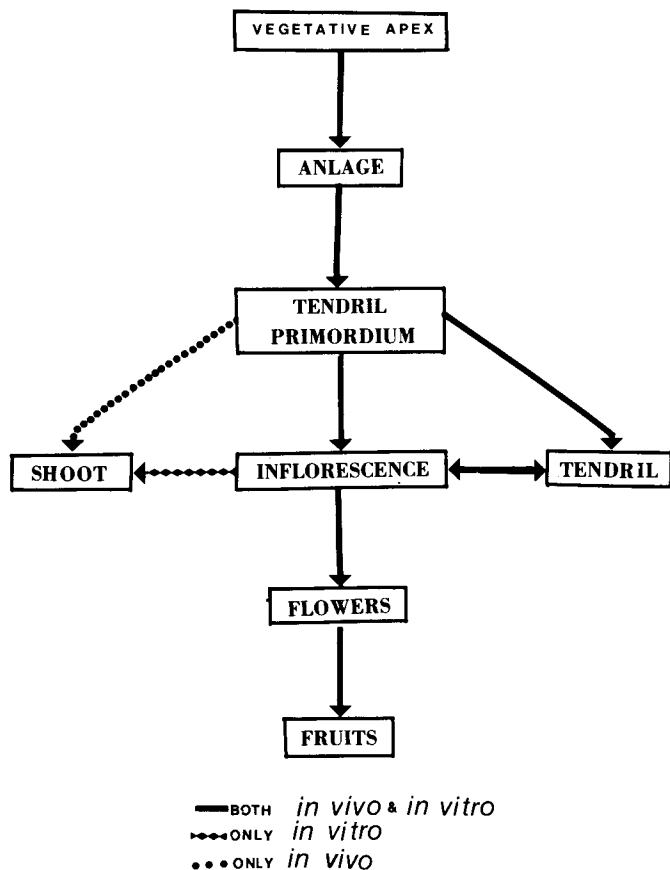 VEGETATIVE APEX
ANLAGE
TENDRIL
PRIMORDIUM
SHOOT
INFLORESCENCE
TENDRIL
FLOWERS
FRUITS
BOTH in vivo & in vitro
ONLY in vitro
ONLY in vivo